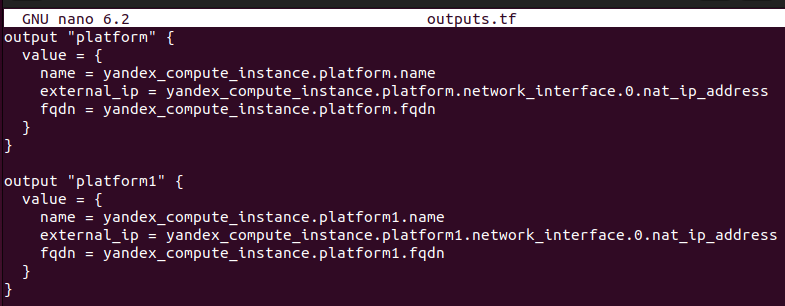 GNU nano 6.2 outputs.tf
output "platform" {
  value = {
    name = yandex_compute_instance.platform.name
    external_ip = yandex_compute_instance.platform.network_interface.0.nat_ip_address
    fqdn = yandex_compute_instance.platform.fqdn
  }
}

output "platform1" {
  value = {
    name = yandex_compute_instance.platform1.name
    external_ip = yandex_compute_instance.platform1.network_interface.0.nat_ip_address
    fqdn = yandex_compute_instance.platform1.fqdn
  }
}